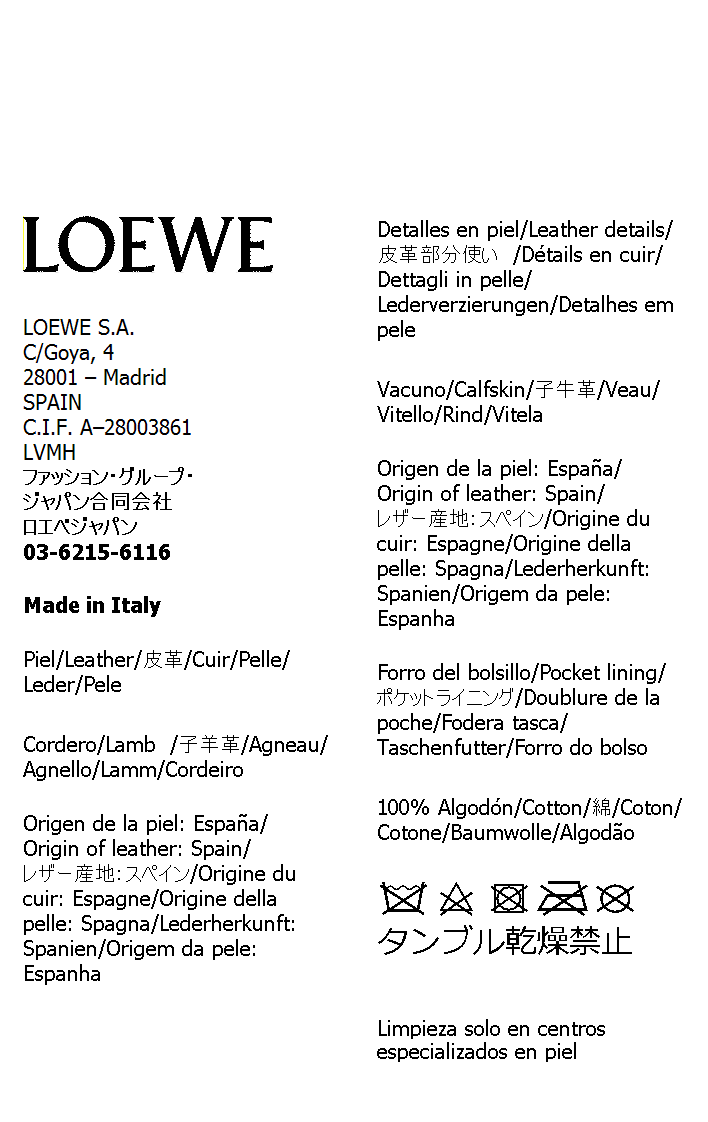 LOEWE
LOEWE S.A.
C/Goya, 4
28001 – Madrid
SPAIN
C.I.F. A–28003861
LVMH
ファッション・グループ・
ジャパン合同会社
ロエベジャパン
03-6215-6116
Made in Italy
Piel/Leather/皮革/Cuir/Pelle/
Leder/Pele
Cordero/Lamb /子羊革/Agneau/
Agnello/Lamm/Cordeiro
Origen de la piel: España/
Origin of leather: Spain/
レザー産地：スペイン/Origine du
cuir: Espagne/Origine della
pelle: Spagna/Lederherkunft:
Spanien/Origem da pele:
Espanha
Detalles en piel/Leather details/
皮革部分使い /Détails en cuir/
Dettagli in pelle/
Lederverzierungen/Detalhes em
pele
Vacuno/Calfskin/子牛革/Veau/
Vitello/Rind/Vitela
Origen de la piel: España/
Origin of leather: Spain/
レザー産地：スペイン/Origine du
cuir: Espagne/Origine della
pelle: Spagna/Lederherkunft:
Spanien/Origem da pele:
Espanha
Forro del bolsillo/Pocket lining/
ポケットライニング/Doublure de la
poche/Fodera tasca/
Taschenfutter/Forro do bolso
100% Algodón/Cotton/綿/Coton/
Cotone/Baumwolle/Algodão
タンブル乾燥禁止
Limpieza solo en centros
especializados en piel